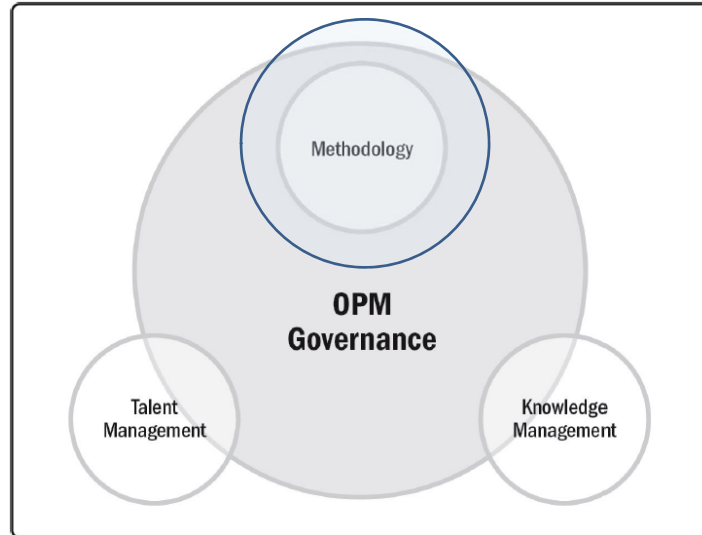 Methodology
OPM
Governance
Talent
Management
Knowledge
Management